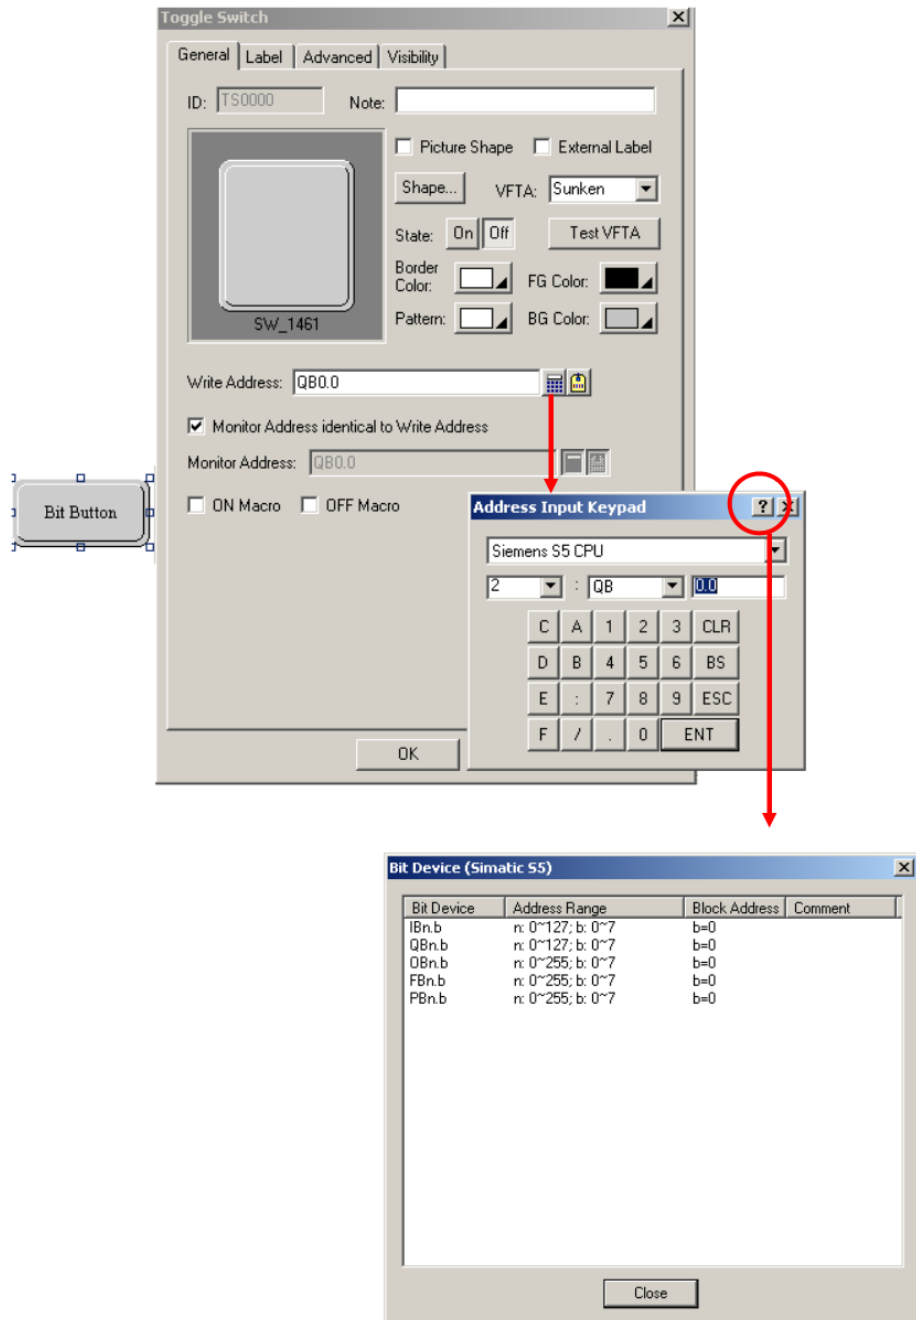 Toggle Switch
General Label Advanced Visibility
ID: TS0000 Note:
Picture Shape External Label
Shape... VFTA: Sunken
State: On Off Test VFTA
Border Color: FG Color:
SW_1461 Pattern: BG Color:
Write Address: QB0.0
Monitor Address identical to Write Address
Monitor Address: QB0.0
Bit Button
ON Macro OFF Macro
Address Input Keypad ?
Siemens S5 CPU
2 : QB 0.0
C A 1 2 3 CLR
D B 4 5 6 BS
E : 7 8 9 ESC
F / . 0 ENT
OK
Bit Device (Simatic S5)
Bit Device Address Range Block Address Comment
IBn.b n: 0~127; b: 0~7 b=0
QBn.b n: 0~127; b: 0~7 b=0
OBn.b n: 0~255; b: 0~7 b=0
FBn.b n: 0~255; b: 0~7 b=0
PBn.b n: 0~255; b: 0~7 b=0
Close